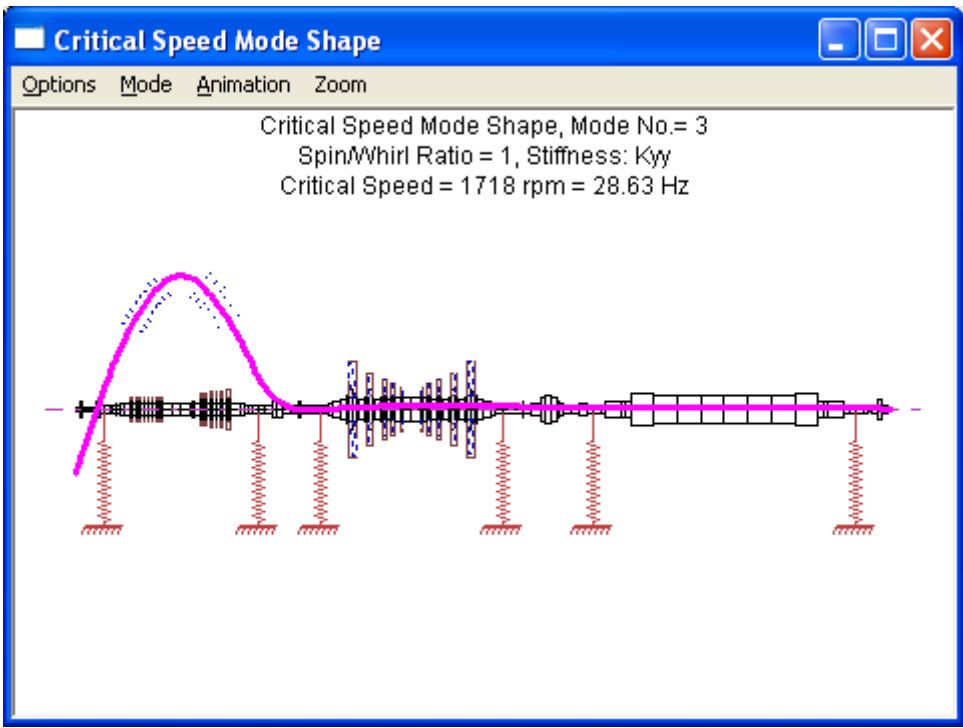 Critical Speed Mode Shape
Options Mode Animation Zoom
Critical Speed Mode Shape, Mode No.= 3
Spin/Whirl Ratio = 1, Stiffness: Kyy
Critical Speed = 1718 rpm = 28.63 Hz